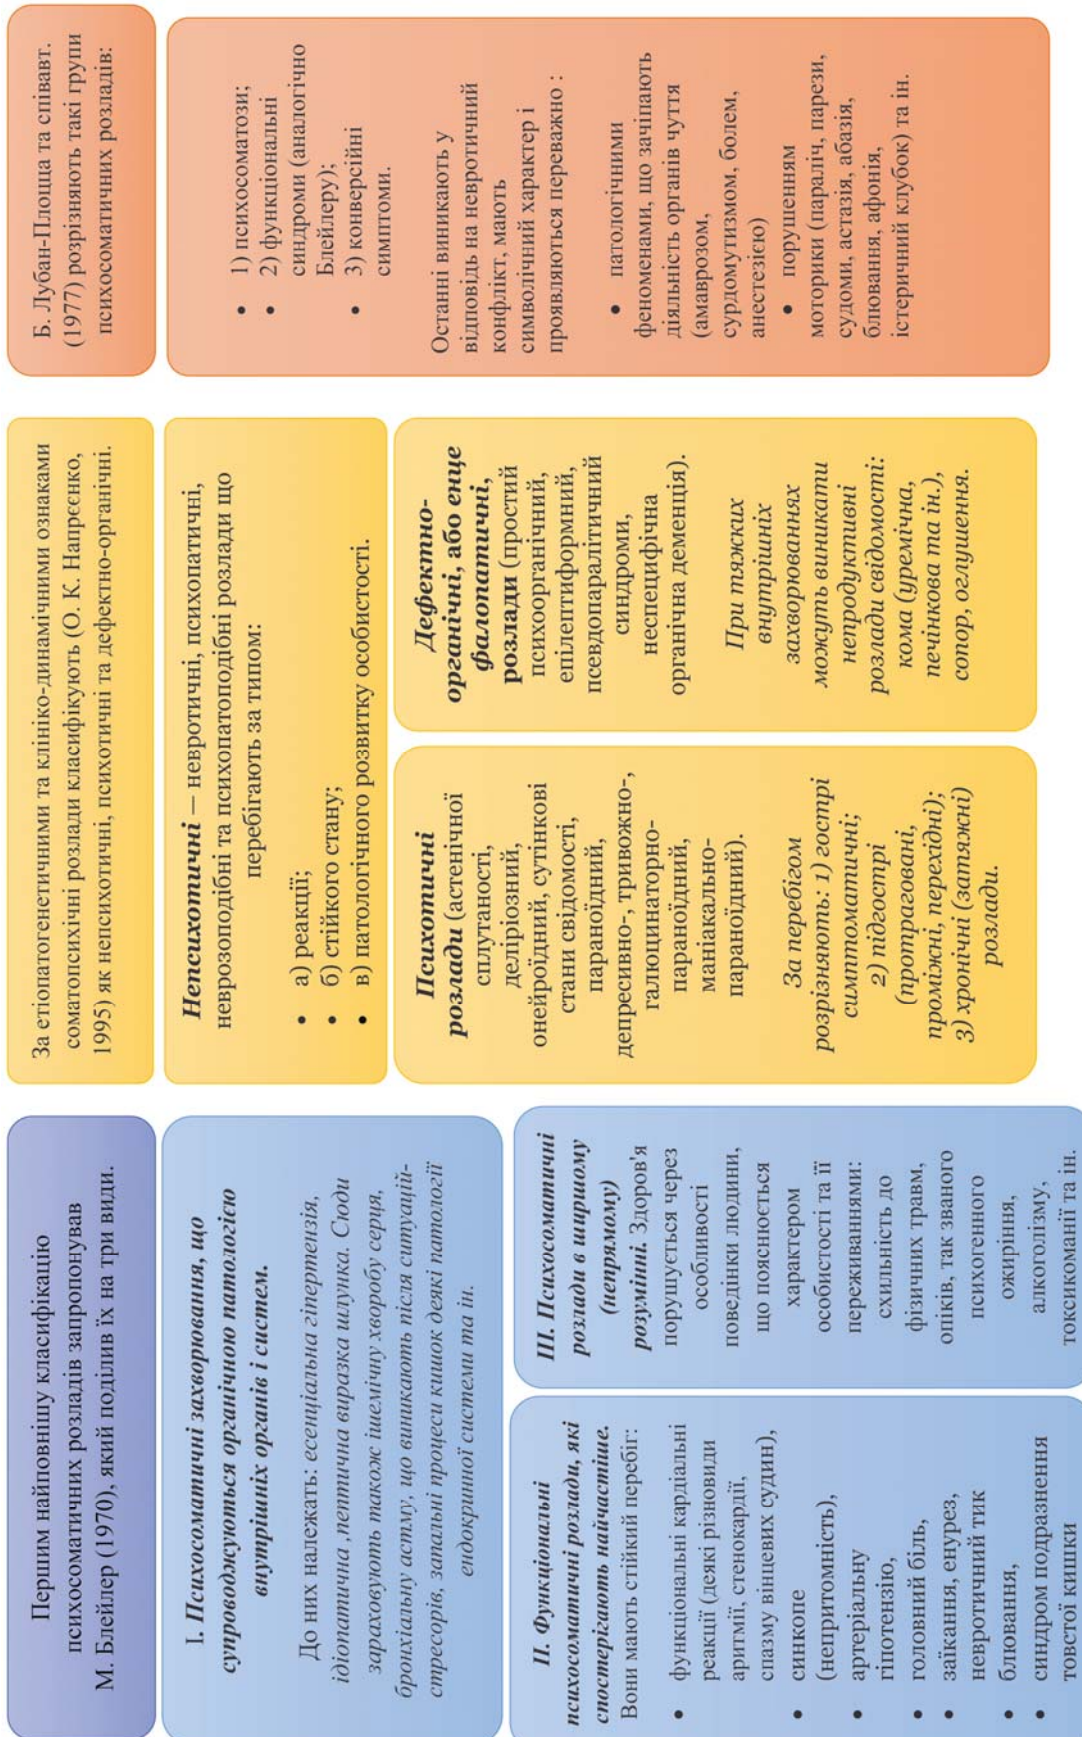 Першим найповнішу класифікацію
психосоматичних розладів запропонував
М. Блейлер (1970), який поділив їх на три види.
I. Психосоматичні захворювання, що
супроводжуються органічною патологією
внутрішніх органів і систем.
До них належать: есенціальна гіпертензія,
ідіопатична ,пептична виразка шлунка. Сюди
зараховують також ішемічну хворобу серця,
бронхіальну астму, що виникають після ситуацій-
стресорів, запальні процеси кишок деякі патології
ендокринної системи та ін.
II. Функціональні
психосоматичні розлади, які
спостерігають найчастіше.
Вони мають стійкий перебіг:
• функціональні кардіальні
реакції (деякі різновиди
аритмії, стенокардії,
спазму вінцевих судин),
• синкопе
(непритомність),
• артеріальну
гіпотензію,
• головний біль,
• заїкання, енурез,
невротичний тик
• блювання,
• синдром подразнення
товстої кишки
III. Психосоматичні
розлади в ширшому
(непрямому)
розумінні. Здоров'я
порушується через
особливості
поведінки людини,
що пояснюється
характером
особистості та її
переживаннями:
схильність до
фізичних травм,
опіків, так званого
психогенного
ожиріння,
алкоголізму,
токсикоманії та ін.
За етіопатогенетичними та клініко-динамічними ознаками
соматопсихічні розлади класифікують (О. К. Напрєєнко,
1995) як непсихотичні, психотичні та дефектно-органічні.
Непсихотичні — невротичні, психопатичні,
неврозоподібні та психопатоподібні розлади що
перебігають за типом:
• а) реакції;
• б) стійкого стану;
• в) патологічного розвитку особистості.
Психотичні
розлади (астенічної
сплутаності,
деліріозний,
онейроїдний, сутінкові
стани свідомості,
параноїдний,
депресивно-, тривожно-,
галюцинаторно-
параноїдний,
маніакально-
параноїдний).
За перебігом
розрізняють: 1) гострі
симптоматичні;
2) підгострі
(протраговані,
проміжні, перехідні);
3) хронічні (затяжні)
розлади.
Дефектно-
органічні, або енце
фалопатичні,
розлади (простий
психоорганічний,
епілептиформний,
псевдопаралітичний
синдроми,
неспецифічна
органічна деменція).
При тяжких
внутрішніх
захворюваннях
можуть виникати
непродуктивні
розлади свідомості:
кома (уремічна,
печінкова та ін.),
сопор, оглушення.
Б. Лубан-Плоцца та співавт.
(1977) розрізняють такі групи
психосоматичних розладів:
• 1) психосоматози;
• 2) функціональні
синдроми (аналогічно
Блейлеру);
• 3) конверсійні
симптоми.
Останні виникають у
відповідь на невротичний
конфлікт, мають
символічний характер і
проявляються переважно :
• патологічними
феноменами, що зачіпають
діяльність органів чуття
(амаврозом,
сурдомутизмом, болем,
анестезією)
• порушенням
моторики (параліч, парези,
судоми, астазія, абазія,
блювання, афонія,
істеричний клубок) та ін.